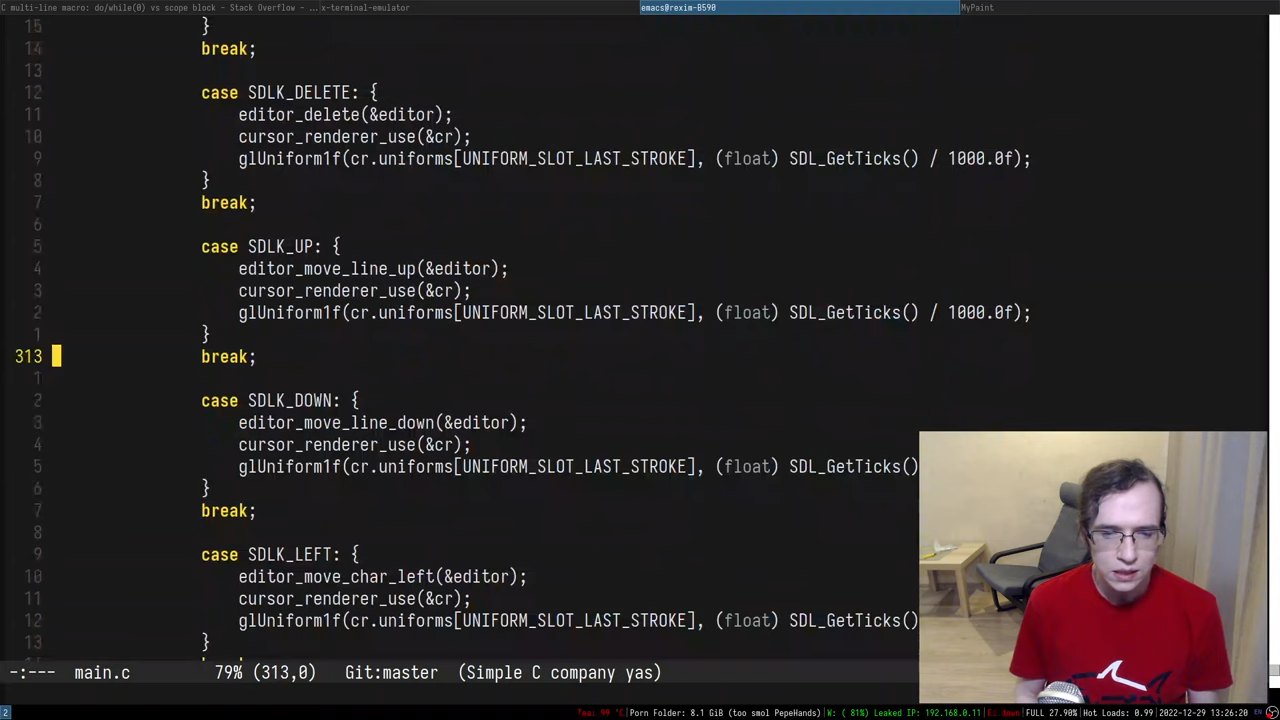 C multi-line macro: do/while(0) vs scope block - Stack Overflow - ... x-terminal-emulator emacs@rexim-B590 MyPaint
15 }
14 break;
13
12 case SDLK_DELETE: {
11 editor_delete(&editor);
10 cursor_renderer_use(&cr);
9 glUniform1f(cr.uniforms[UNIFORM_SLOT_LAST_STROKE], (float) SDL_GetTicks() / 1000.0f);
8 }
7 break;
6
5 case SDLK_UP: {
4 editor_move_line_up(&editor);
3 cursor_renderer_use(&cr);
2 glUniform1f(cr.uniforms[UNIFORM_SLOT_LAST_STROKE], (float) SDL_GetTicks() / 1000.0f);
1 }
313 break;
1
2 case SDLK_DOWN: {
3 editor_move_line_down(&editor);
4 cursor_renderer_use(&cr);
5 glUniform1f(cr.uniforms[UNIFORM_SLOT_LAST_STROKE], (float) SDL_GetTicks()
6 }
7 break;
8
9 case SDLK_LEFT: {
10 editor_move_char_left(&editor);
11 cursor_renderer_use(&cr);
12 glUniform1f(cr.uniforms[UNIFORM_SLOT_LAST_STROKE], (float) SDL_GetTicks()
13 }
-:--- main.c 79% (313,0) Git:master (Simple C company yas)
2 99 °C|Porn Folder: 8.1 GiB (too smol PepeHands)|W: ( 81%) Leaked IP: 192.168.0.11|E: down|FULL 27.90%|Hot Loads: 0.99|2022-12-29 13:26:20 EN